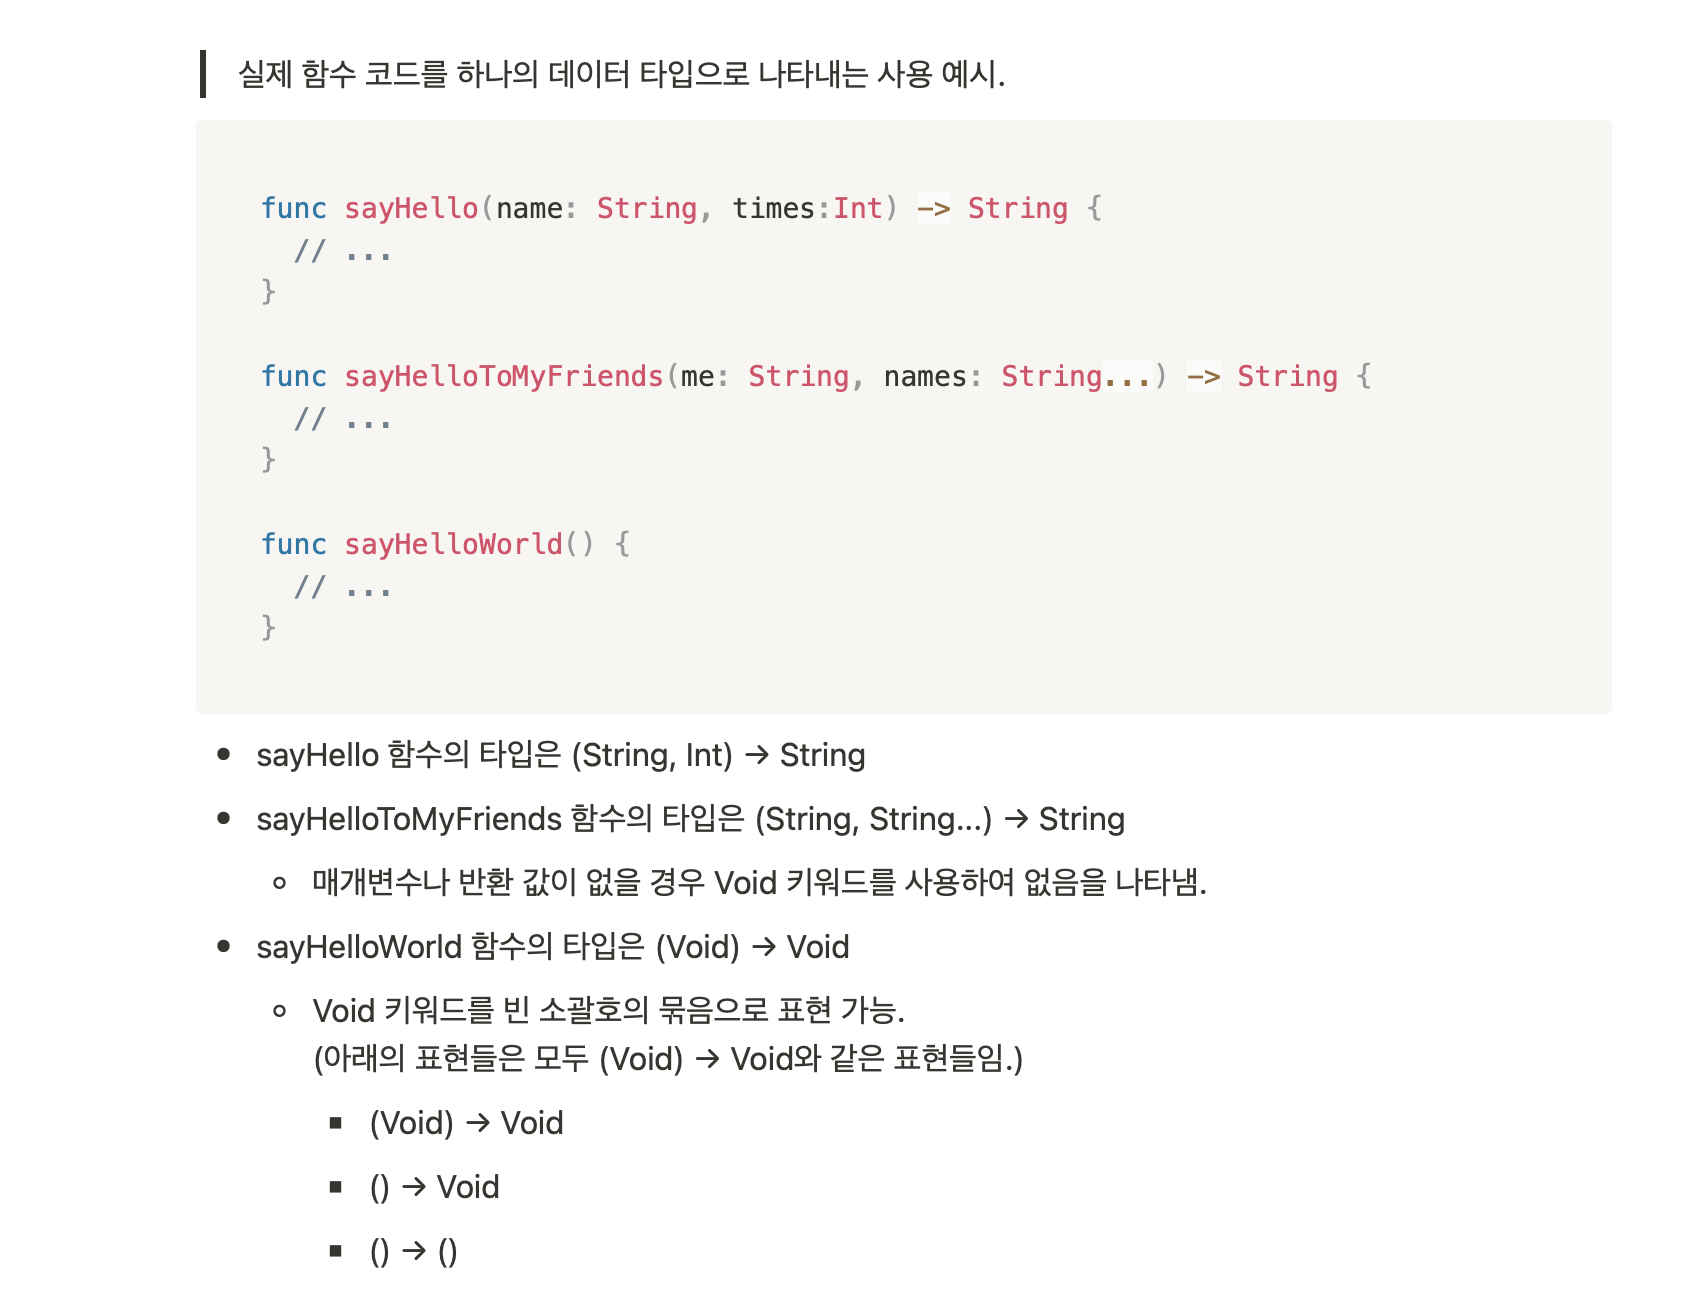 실제 함수 코드를 하나의 데이터 타입으로 나타내는 사용 예시.
func sayHello(name: String, times:Int) -> String {
  // ...
}
func sayHelloToMyFriends(me: String, names: String...) -> String {
  // ...
}
func sayHelloWorld() {
  // ...
}
• sayHello 함수의 타입은 (String, Int) → String
• sayHelloToMyFriends 함수의 타입은 (String, String...) → String
◦ 매개변수나 반환 값이 없을 경우 Void 키워드를 사용하여 없음을 나타냄.
• sayHelloWorld 함수의 타입은 (Void) → Void
◦ Void 키워드를 빈 소괄호의 묶음으로 표현 가능.
(아래의 표현들은 모두 (Void) → Void와 같은 표현들임.)
▪ (Void) → Void
▪ () → Void
▪ () → ()